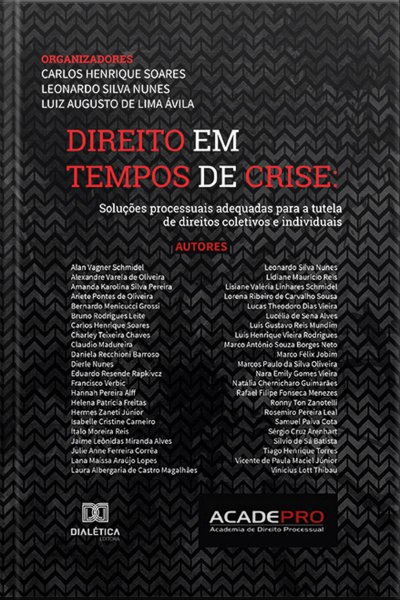 ORGANIZADORES
CARLOS HENRIQUE SOARES
LEONARDO SILVA NUNES
LUIZ AUGUSTO DE LIMA ÁVILA
DIREITO EM
TEMPOS DE CRISE:
Soluções processuais adequadas para a tutela
de direitos coletivos e individuais
AUTORES
Alan Vagner Schmidel
Alexandre Varela de Oliveira
Amanda Karolina Silva Pereira
Ariete Pontes de Oliveira
Bernardo Menicucci Grossi
Bruno Rodrigues Leite
Carlos Henrique Soares
Charley Teixeira Chaves
Claudio Madureira
Daniela Recchioni Barroso
Dierle Nunes
Eduardo Resende Rapkivcz
Francisco Verbic
Hannah Pereira Alff
Helena Patrícia Freitas
Hermes Zaneti Júnior
Isabelle Cristine Carneiro
Italo Moreira Reis
Jaime Leônidas Miranda Alves
Julie Anne Ferreira Corrêa
Lana Maíssa Araújo Lopes
Laura Albergaria de Castro Magalhães
Leonardo Silva Nunes
Lidiane Mauricio Reis
Lisiane Valéria Linhares Schmidel
Lorena Ribeiro de Carvalho Sousa
Lucas Theodoro Dias Vieira
Lucélia de Sena Alves
Luis Gustavo Reis Mundim
Luis Henrique Vieira Rodrigues
Marco Antônio Souza Borges Neto
Marco Félix Jobim
Marcos Paulo da Silva Oliveira
Nara Emily Gomes Vieira
Natália Chernicharo Guimarães
Rafael Filipe Fonseca Menezes
Ronny Ton Zanotelli
Rosemiro Pereira Leal
Samuel Paiva Cota
Sérgio Cruz Arenhart
Silvio de Sá Batista
Tiago Henrique Torres
Vicente de Paula Maciel Júnior
Vinicius Lott Thibau
DIALÉTICA
EDITORA
ACADEPRO
Academia de Direito Processual